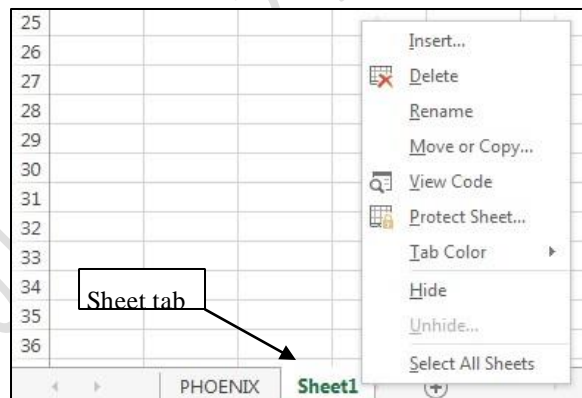 25
26
27
28
29
30
31
32
33
34
35
36
Insert...
Delete
Rename
Move or Copy...
View Code
Protect Sheet...
Tab Color
Hide
Unhide...
Select All Sheets
Sheet tab
PHOENIX Sheet1